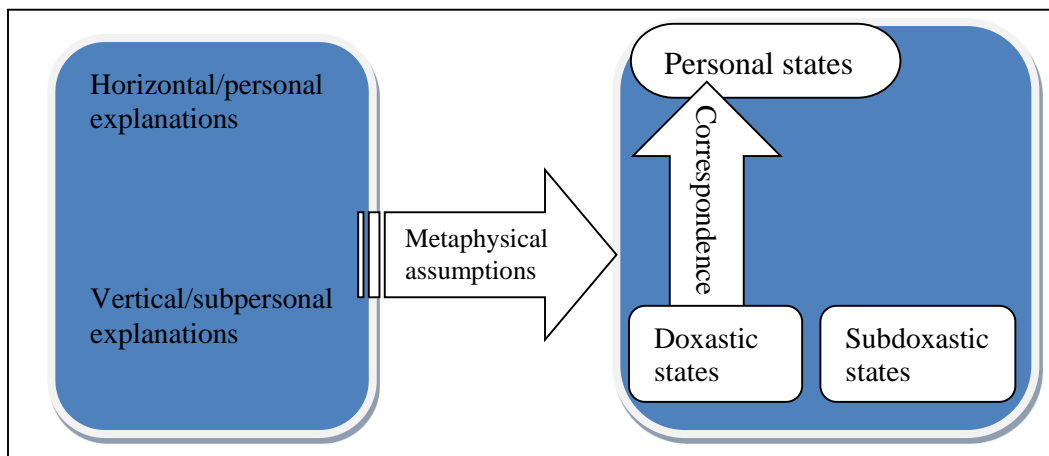 Horizontal/personal
explanations
Vertical/subpersonal
explanations
Metaphysical
assumptions
Personal states
Correspondence
Doxastic
states
Subdoxastic
states